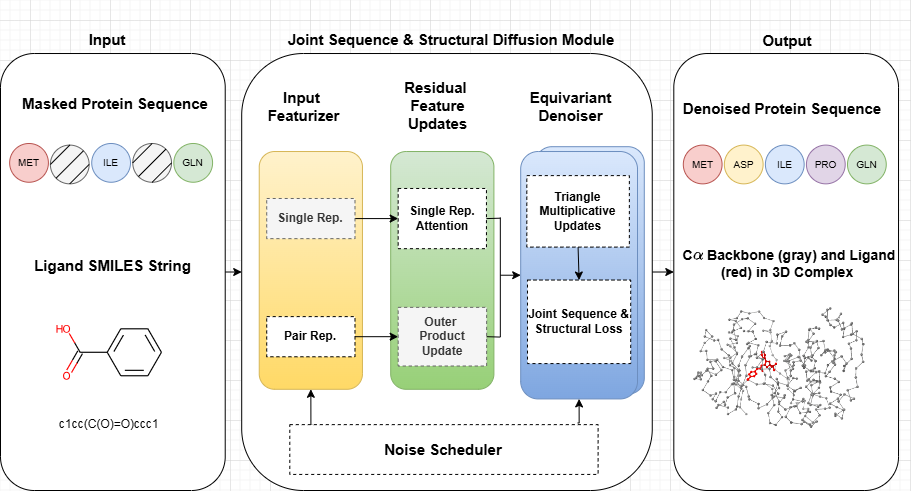 Input
Masked Protein Sequence
MET
ILE
GLN
Ligand SMILES String
HO
O
c1cc(C(O)=O)ccc1
Joint Sequence & Structural Diffusion Module
Input
Featurizer
Single Rep.
Pair Rep.
Residual
Feature
Updates
Single Rep.
Attention
Outer
Product
Update
Equivariant
Denoiser
Triangle
Multiplicative
Updates
Joint Sequence &
Structural Loss
Noise Scheduler
Output
Denoised Protein Sequence
MET
ASP
ILE
PRO
GLN
Cα Backbone (gray) and Ligand
(red) in 3D Complex